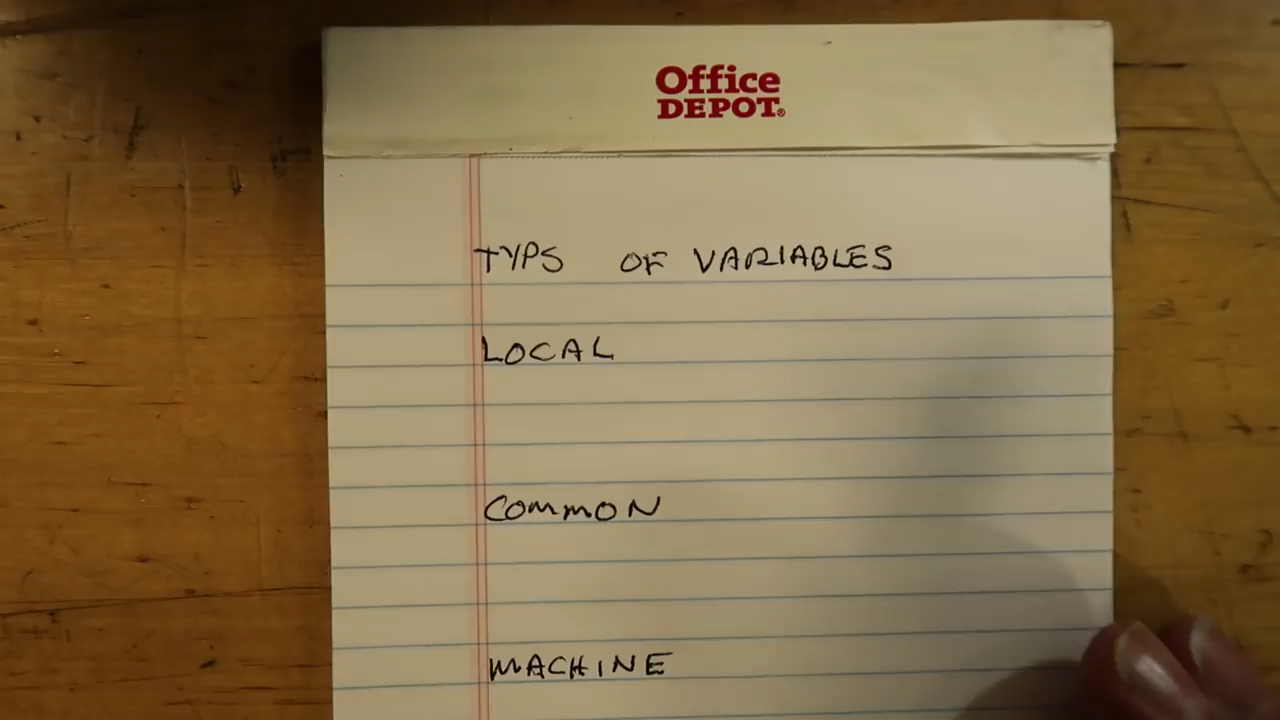 Office
DEPOT®
TYPS OF VARIABLES
LOCAL
COMMON
MACHINE